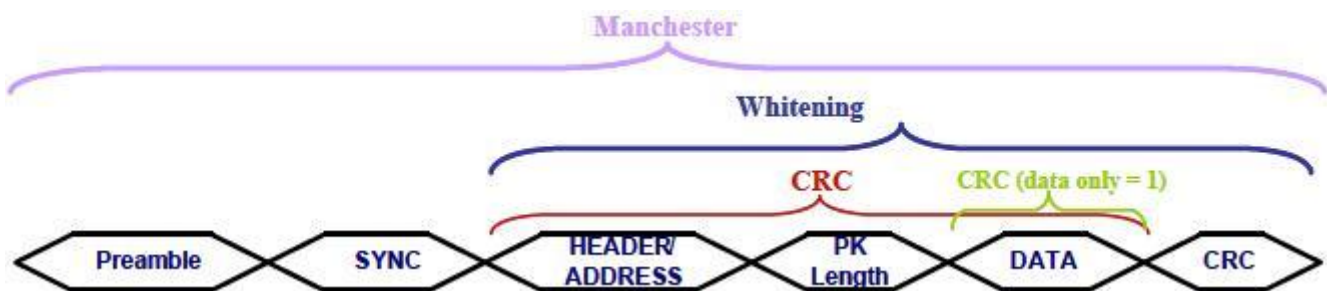 Manchester
Whitening
CRC
CRC (data only = 1)
Preamble
SYNC
HEADER/
ADDRESS
PK
Length
DATA
CRC